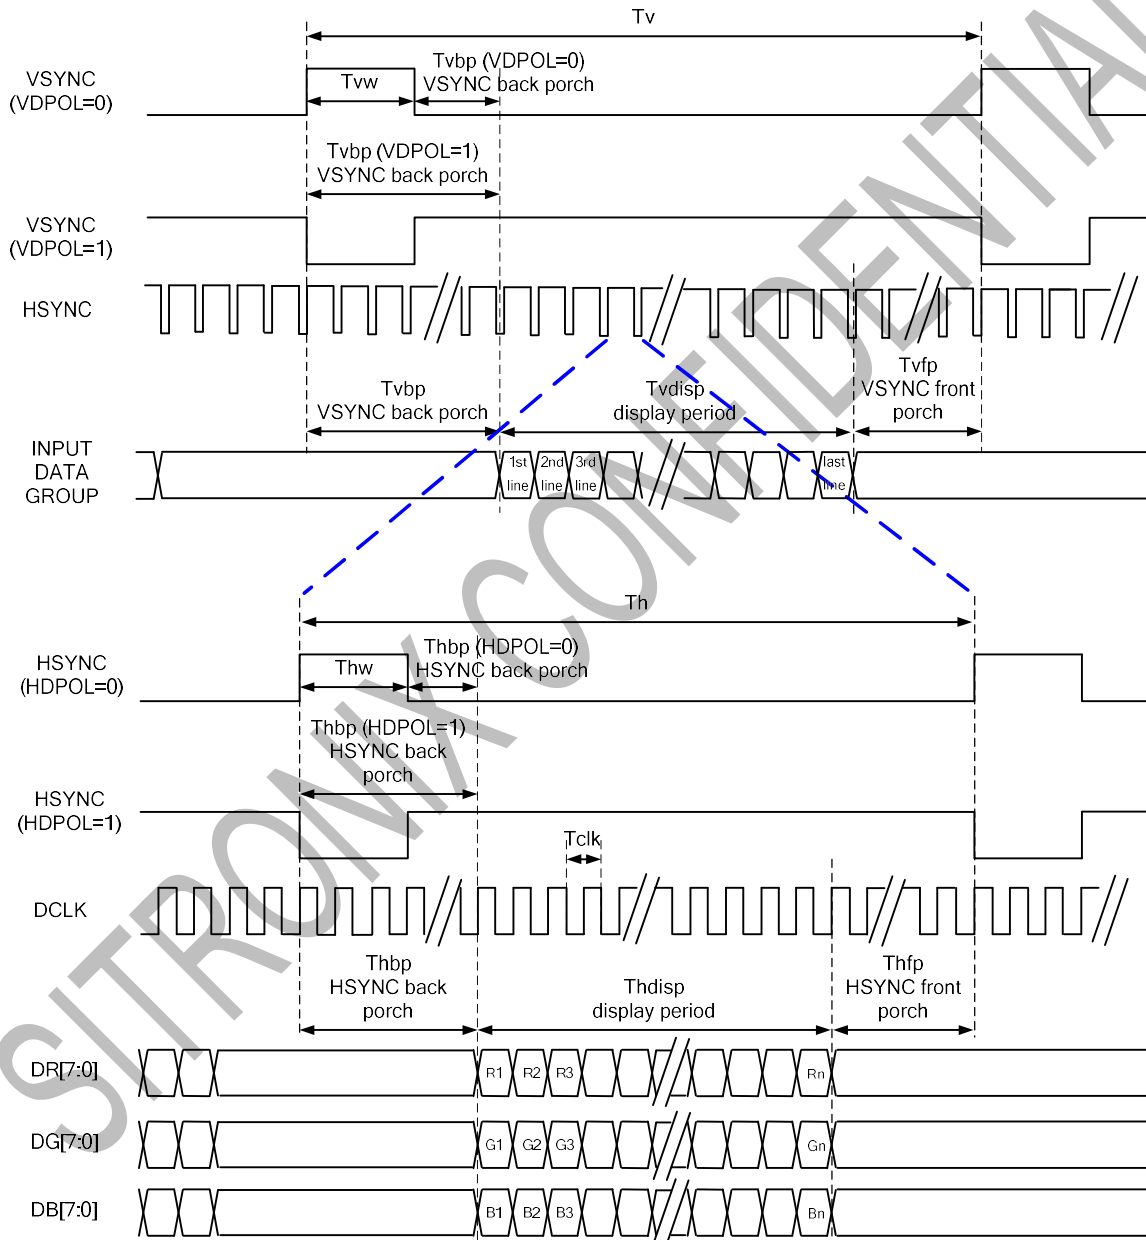 Tv
VSYNC
(VDPOL=0)
Tvw
Tvbp (VDPOL=0)
VSYNC back porch
Tvbp (VDPOL=1)
VSYNC back porch
VSYNC
(VDPOL=1)
HSYNC
Tvbp
VSYNC back porch
Tvdisp
display period
Tvfp
VSYNC front
porch
INPUT
DATA
GROUP
1st
line
2nd
line
3rd
line
last
line
Th
HSYNC
(HDPOL=0)
Thw
Thbp (HDPOL=0)
HSYNC back porch
Thbp (HDPOL=1)
HSYNC back
porch
HSYNC
(HDPOL=1)
Tclk
DCLK
Thbp
HSYNC back
porch
Thdisp
display period
Thfp
HSYNC front
porch
DR[7:0]
R1 R2 R3 Rn
DG[7:0]
G1 G2 G3 Gn
DB[7:0]
B1 B2 B3 Bn
SITRONIX CONFIDENTIAL